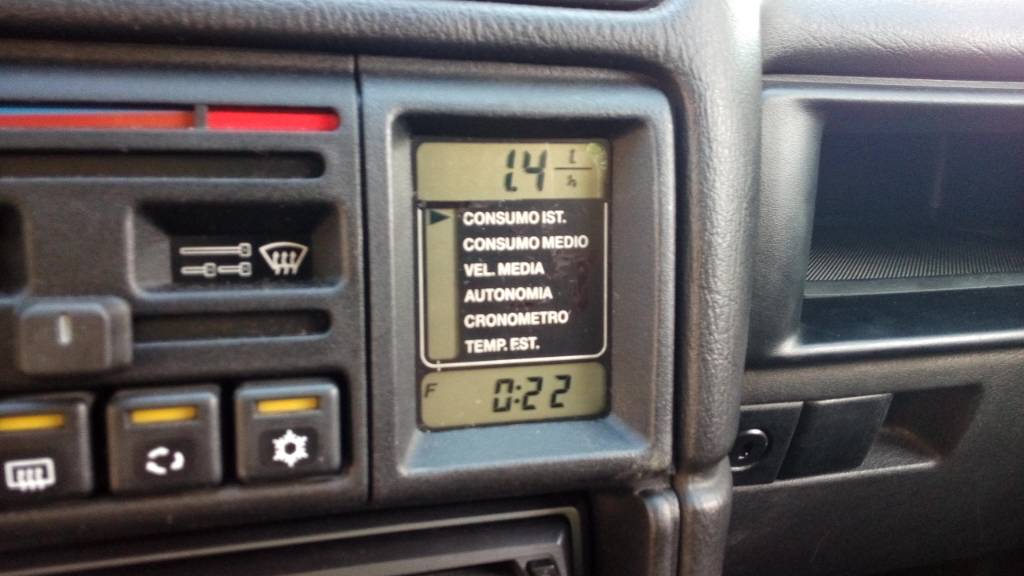 1.4 l/h
CONSUMO IST.
CONSUMO MEDIO
VEL. MEDIA
AUTONOMIA
CRONOMETRO
TEMP. EST.
F 0:22